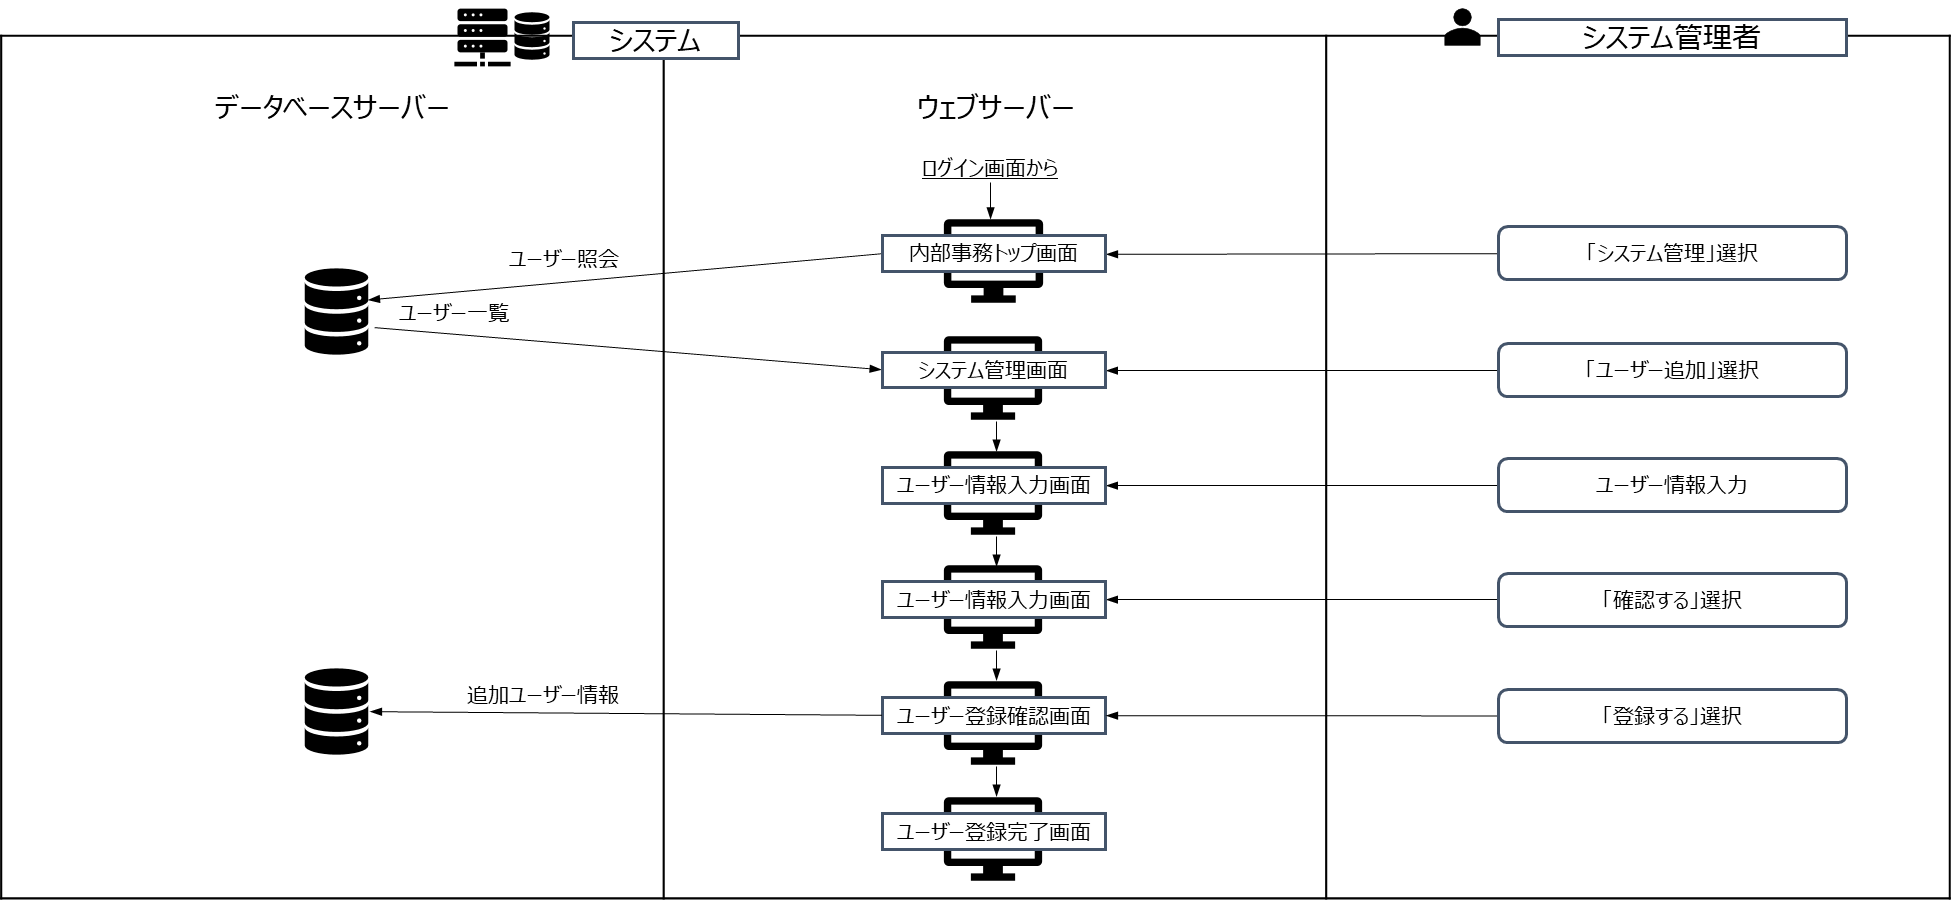 システム
システム管理者
データベースサーバー
ウェブサーバー
ログイン画面から
内部事務トップ画面
「システム管理」選択
ユーザー照会
ユーザー一覧
システム管理画面
「ユーザー追加」選択
ユーザー情報入力画面
ユーザー情報入力
ユーザー情報入力画面
「確認する」選択
追加ユーザー情報
ユーザー登録確認画面
「登録する」選択
ユーザー登録完了画面